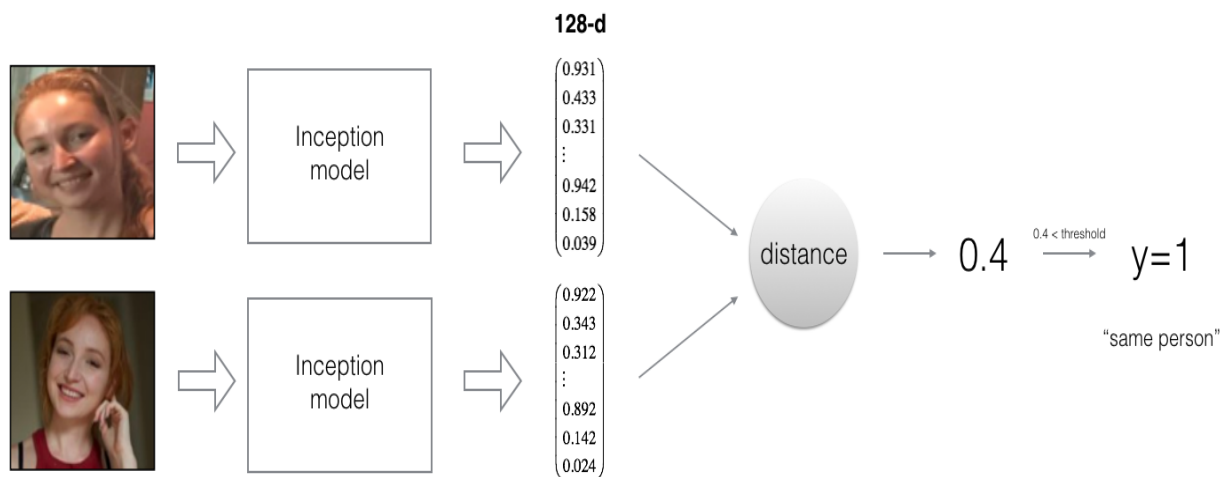 128-d
Inception
model
0.931
0.433
0.331
⋮
0.942
0.158
0.039
distance
0.4
0.4 < threshold
y=1
“same person”
Inception
model
0.922
0.343
0.312
⋮
0.892
0.142
0.024